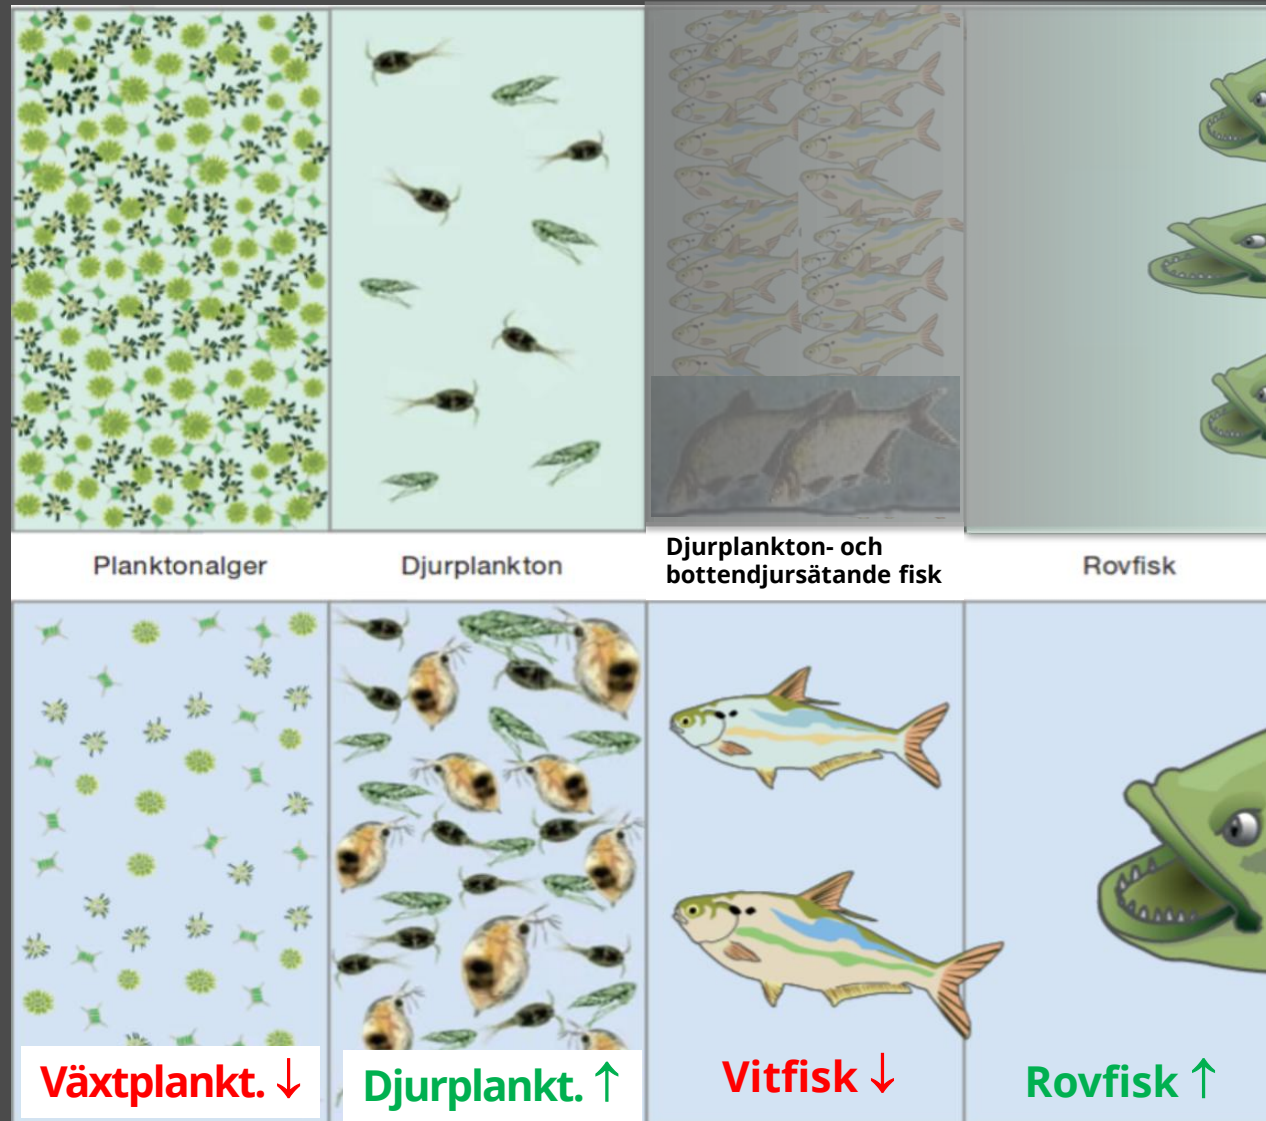 Planktonalger
Djurplankton
Djurplankton- och
bottendjursätande fisk
Rovfisk
Växtplankt. ↓
Djurplankt. ↑
Vitfisk ↓
Rovfisk ↑